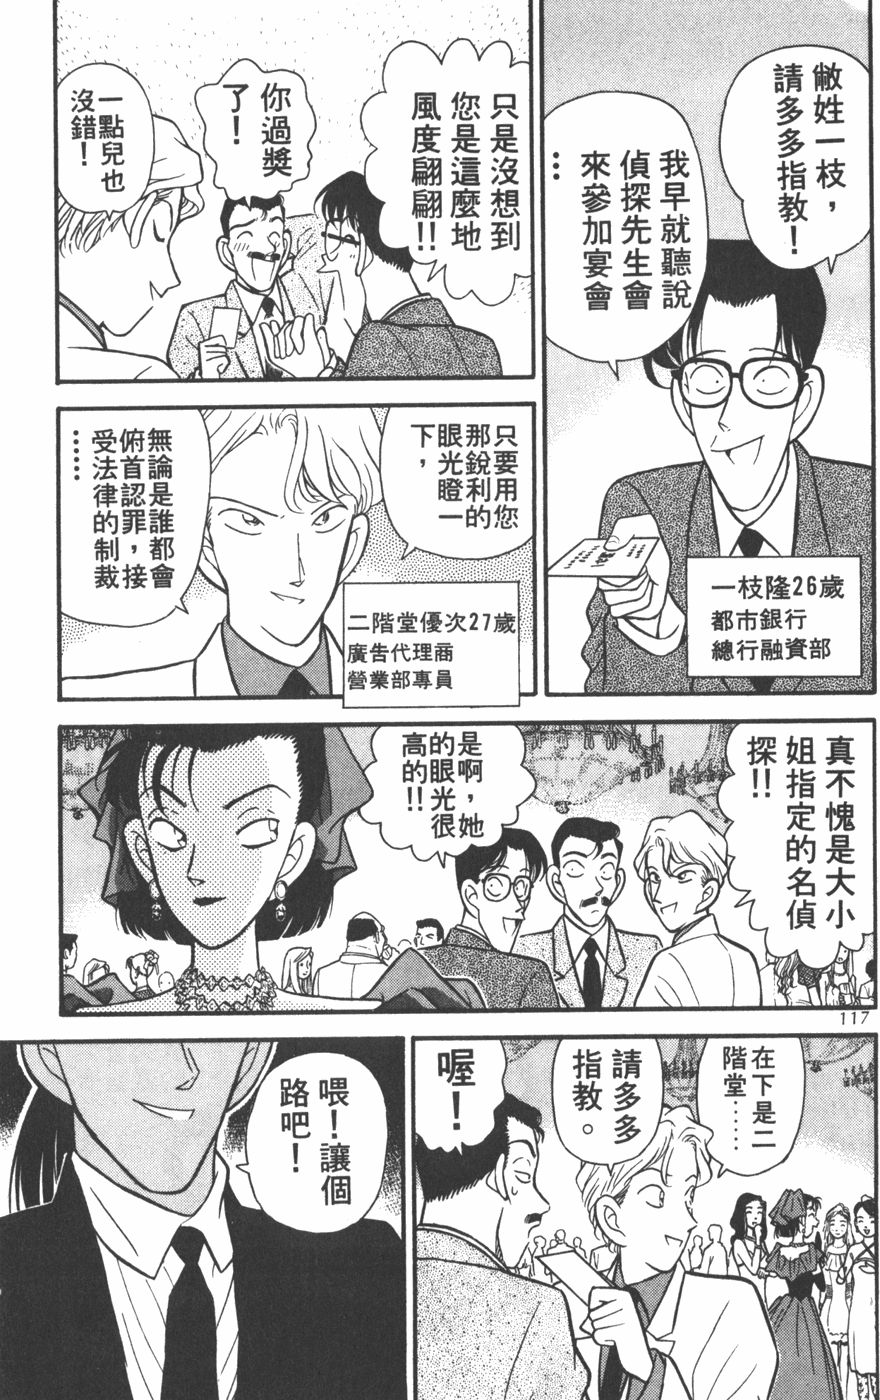 敝姓一枝，
請多多指教！
我早就聽說
偵探先生會
來參加宴會
…
一枝隆26歲
都市銀行
總行融資部
只是沒想到
您是這麼地
風度翩翩!!
你過獎
了！
一點兒也
沒錯！
只要用您
那銳利的
眼光瞪一
下，
無論是誰都會
俯首認罪，接
受法律的制裁
……
二階堂優次27歲
廣告代理商
營業部專員
真不愧是大小
姐指定的名偵
探!!
是啊，她
的眼光很
高的!!
117
在下是二
階堂……
請多多
指教。
喔！
喂！讓個
路吧！